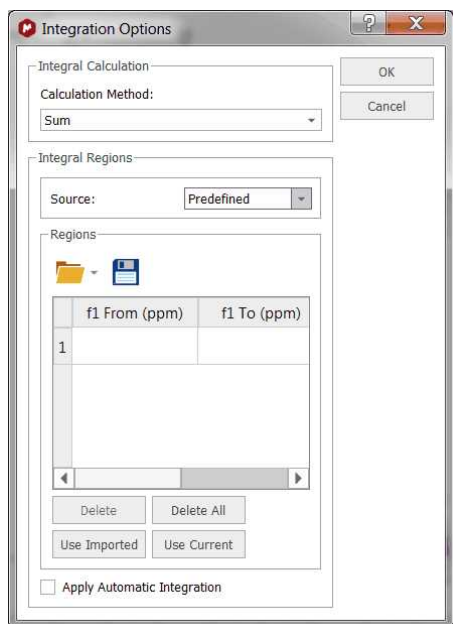 Integration Options
Integral Calculation
OK
Calculation Method:
Cancel
Sum
Integral Regions
Source: Predefined
Regions
f1 From (ppm) f1 To (ppm)
1
Delete Delete All
Use Imported Use Current
Apply Automatic Integration